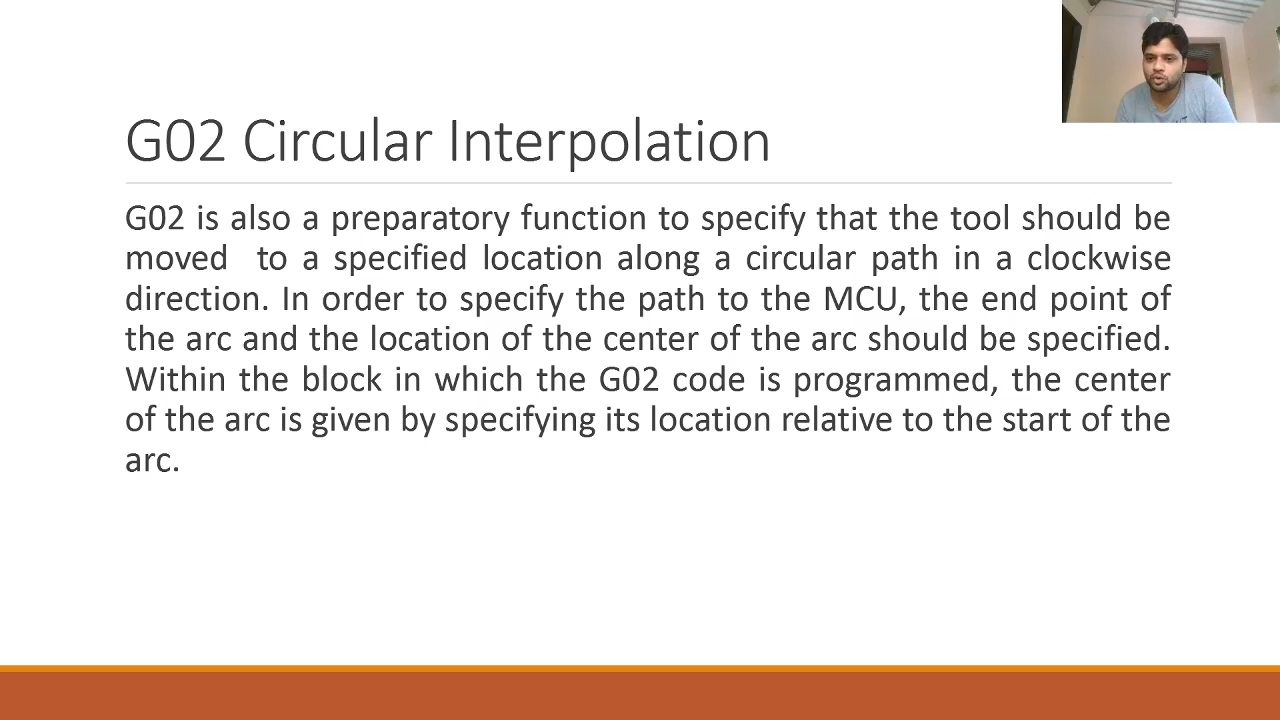 G02 Circular Interpolation
G02 is also a preparatory function to specify that the tool should be
moved  to a specified location along a circular path in a clockwise
direction. In order to specify the path to the MCU, the end point of
the arc and the location of the center of the arc should be specified.
Within the block in which the G02 code is programmed, the center
of the arc is given by specifying its location relative to the start of the
arc.